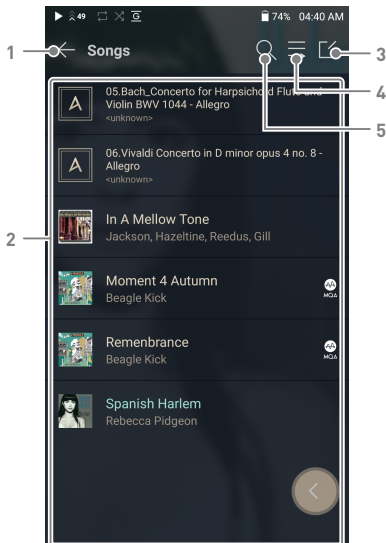 49 G 74% 04:40 AM
1 Songs 3
4
5
05.Bach_Concerto for Harpsichord Flute and
Violin BWV 1044 - Allegro
<unknown>
06.Vivaldi Concerto in D minor opus 4 no. 8 -
Allegro
<unknown>
2
In A Mellow Tone
Jackson, Hazeltine, Reedus, Gill
Moment 4 Autumn
Beagle Kick
MQA
Remenbrance
Beagle Kick
MQA
Spanish Harlem
Rebecca Pidgeon